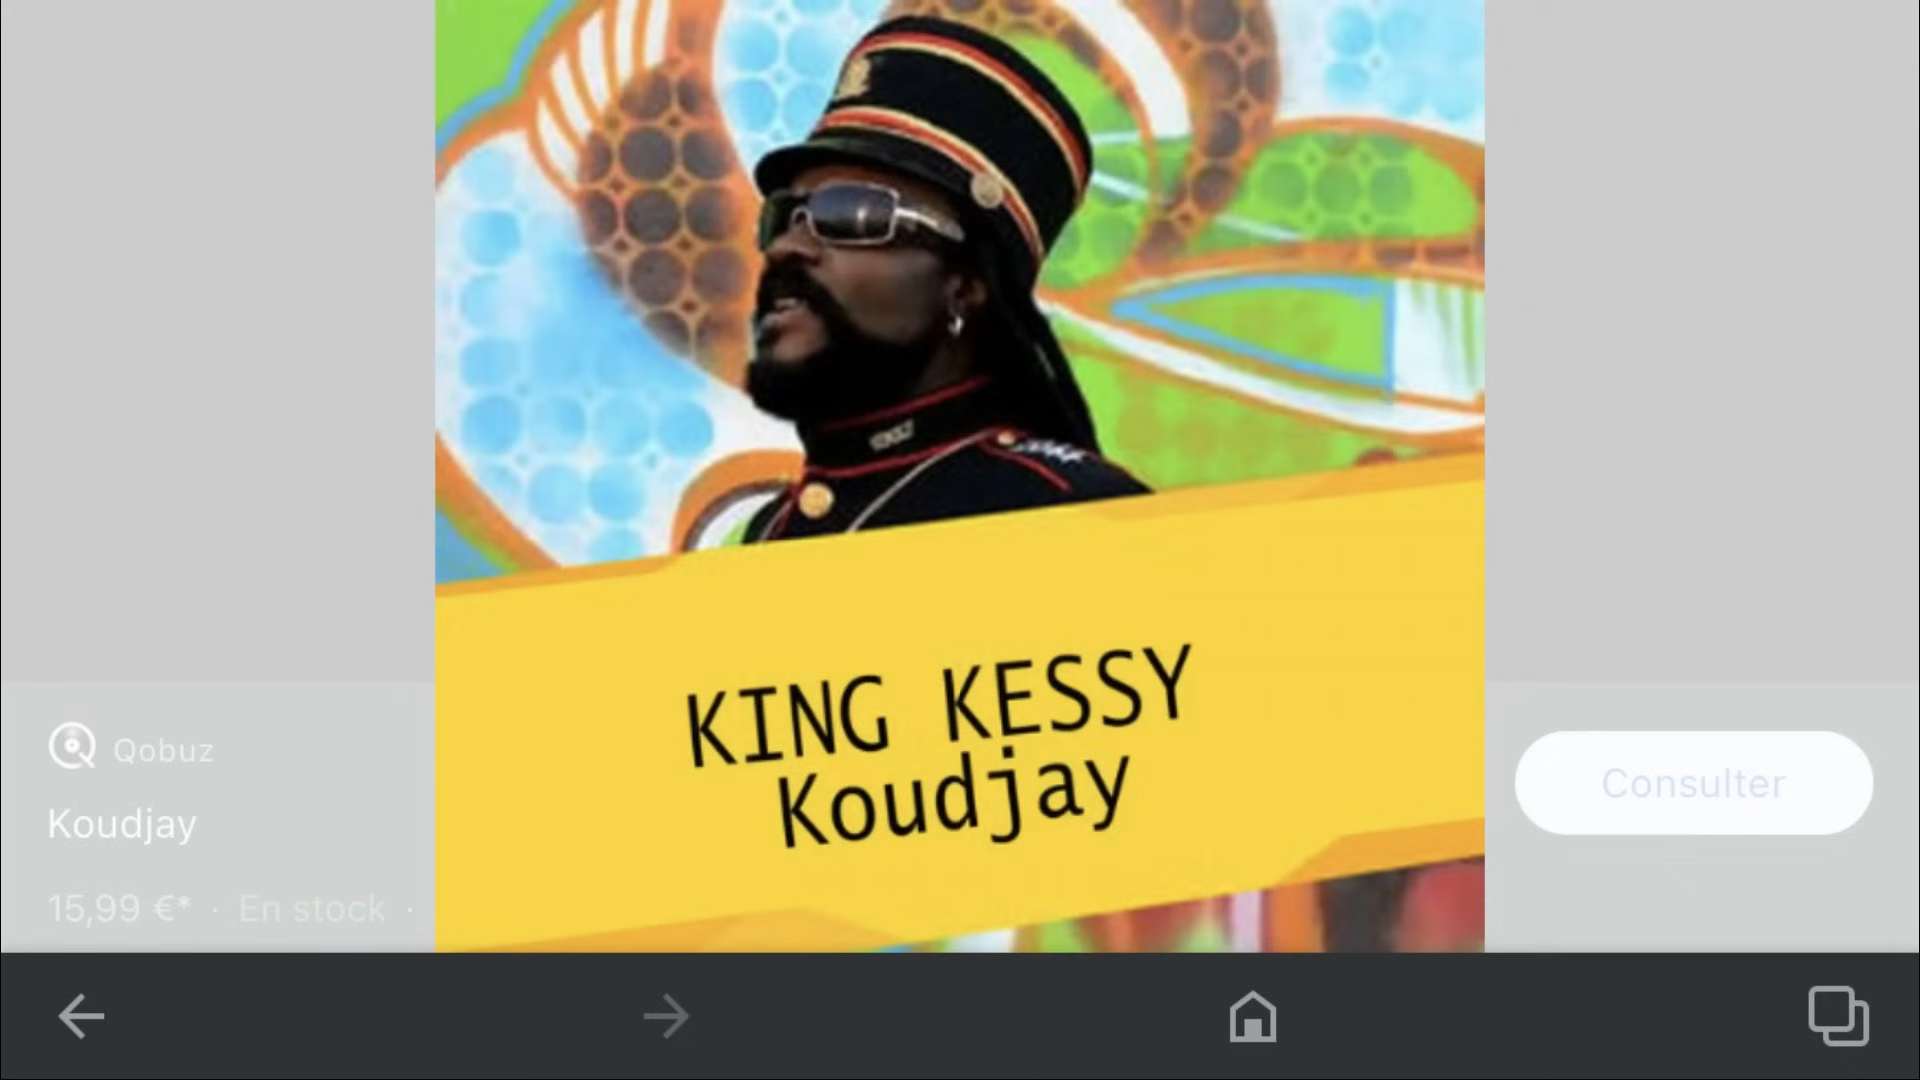 KING KESSY
Koudjay
Qobuz
Koudjay
15,99 €* · En stock ·
Consulter